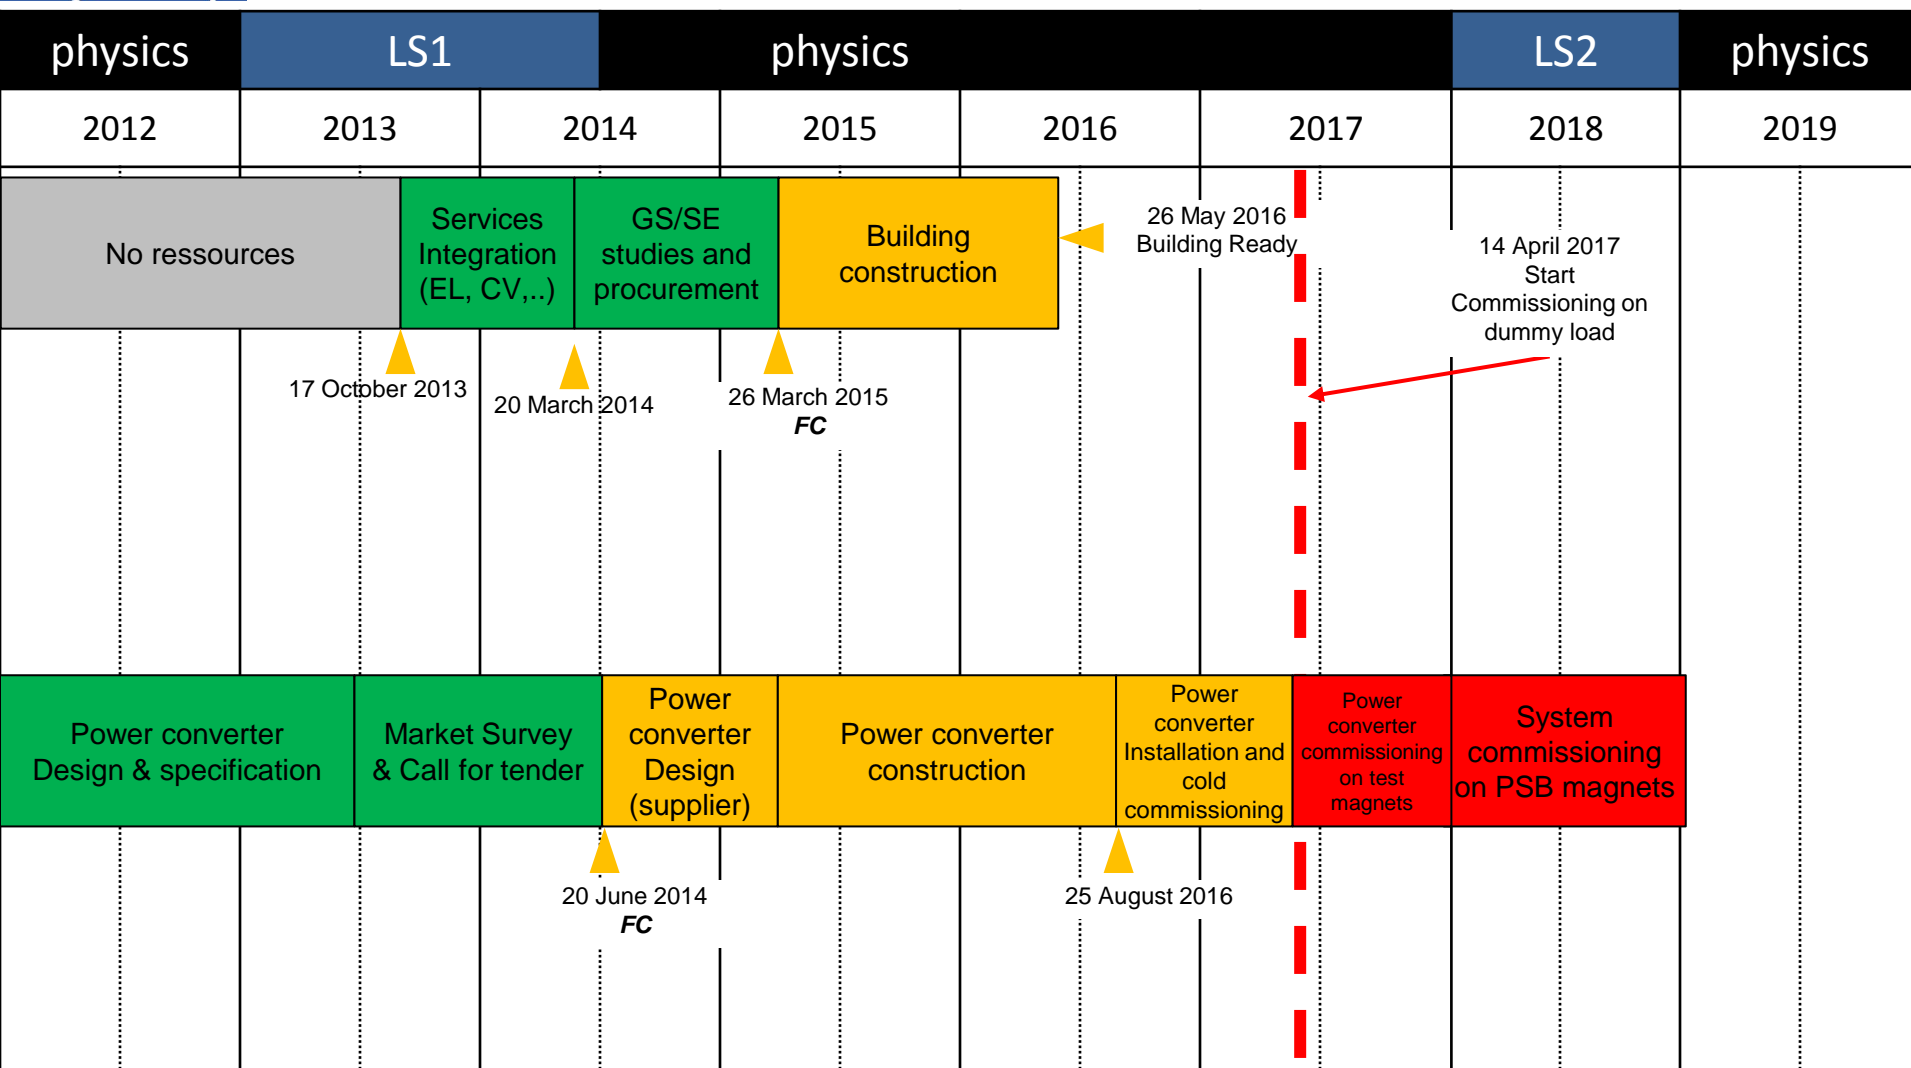 physics
LS1
physics
LS2
physics
2012
2013
2014
2015
2016
2017
2018
2019
No ressources
Services
Integration
(EL, CV,..)
GS/SE
studies and
procurement
Building
construction
26 May 2016
Building Ready
14 April 2017
Start
Commissioning on
dummy load
17 October 2013
20 March 2014
26 March 2015
FC
Power converter
Design & specification
Market Survey
& Call for tender
Power
converter
Design
(supplier)
Power converter
construction
Power
converter
Installation and
cold
commissioning
Power
converter
commissioning
on test
magnets
System
commissioning
on PSB magnets
20 June 2014
FC
25 August 2016